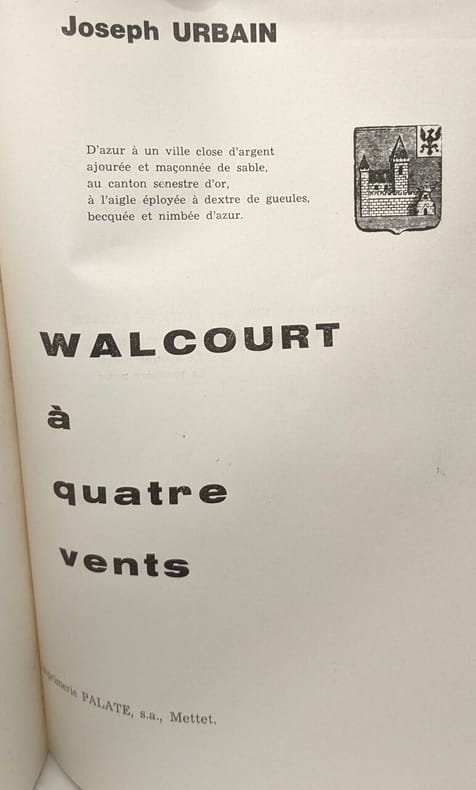 Joseph URBAIN
D'azur à un ville close d'argent
ajourée et maçonnée de sable,
au canton senestre d'or,
à l'aigle éployée à dextre de gueules,
becquée et nimbée d'azur.
WALCOURT
à
quatre
vents
Imprimerie PALATE, s.a., Mettet.